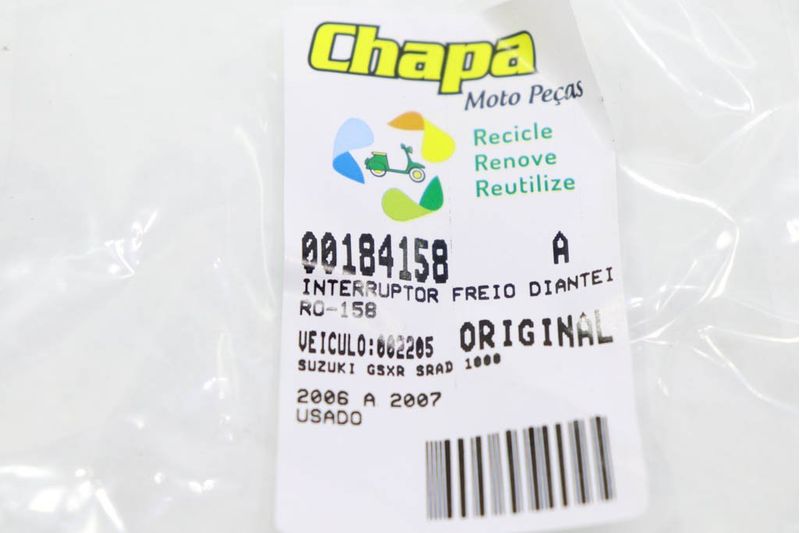 Chapa
Moto Peças
Recicle
Renove
Reutilize
00184158 A
INTERRUPTOR FREIO DIANTEI
RO-158
VEICULO:002205 ORIGINAL
SUZUKI GSXR SRAD 1000
2006 A 2007
USADO